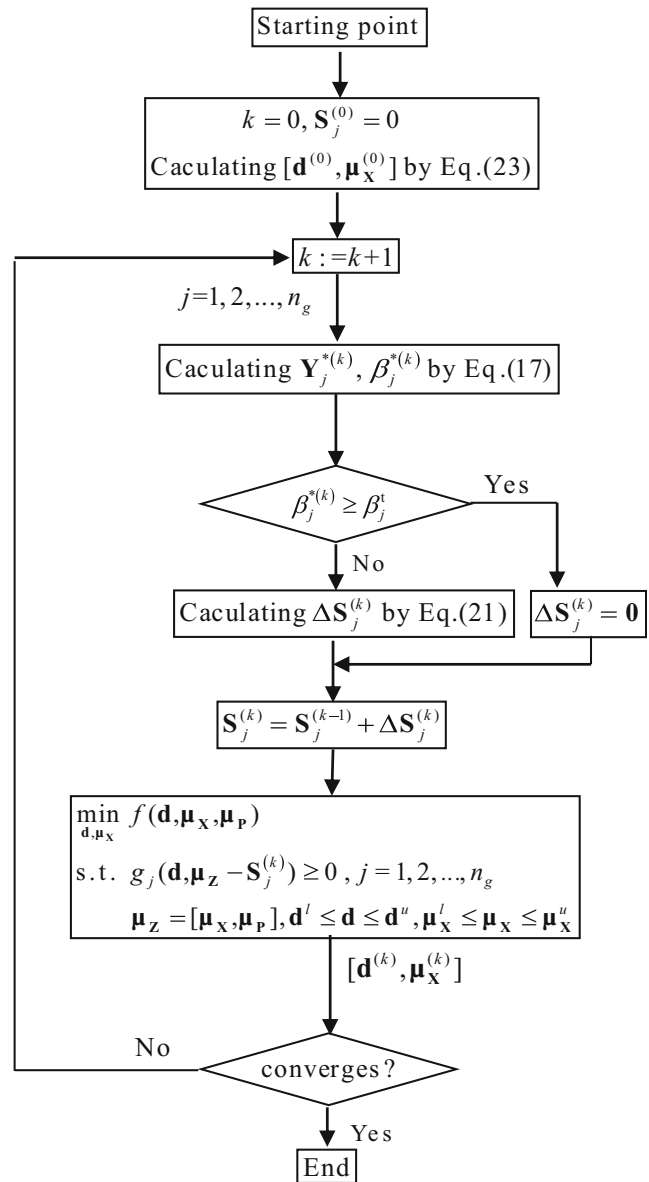 Starting point
k = 0, S_j^(0) = 0
Caculating [d^(0), μ_X^(0)] by Eq.(23)
k := k+1
j=1, 2, ..., n_g
Caculating Y_j^*(k), β_j^*(k) by Eq.(17)
β_j^*(k) ≥ β_j^t
Yes
No
Caculating ΔS_j^(k) by Eq.(21)
ΔS_j^(k) = 0
S_j^(k) = S_j^(k−1) + ΔS_j^(k)
min_{d,μ_X} f(d,μ_X,μ_P)
s.t. g_j(d,μ_Z − S_j^(k)) ≥ 0 , j = 1, 2, ..., n_g
μ_Z = [μ_X,μ_P], d^l ≤ d ≤ d^u, μ_X^l ≤ μ_X ≤ μ_X^u
[d^(k), μ_X^(k)]
No
converges?
Yes
End